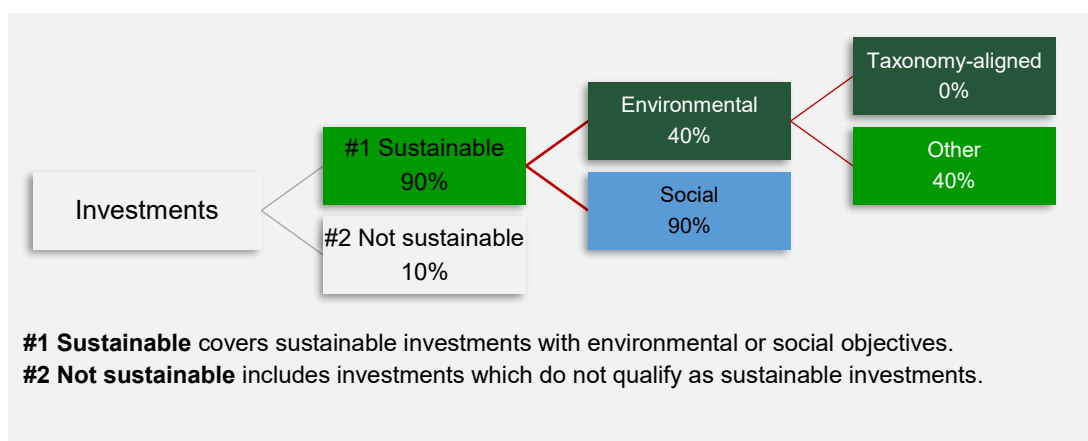 Taxonomy-aligned
0%
Environmental
40%
#1 Sustainable
90%
Other
40%
Investments
Social
90%
#2 Not sustainable
10%
#1 Sustainable covers sustainable investments with environmental or social objectives.
#2 Not sustainable includes investments which do not qualify as sustainable investments.